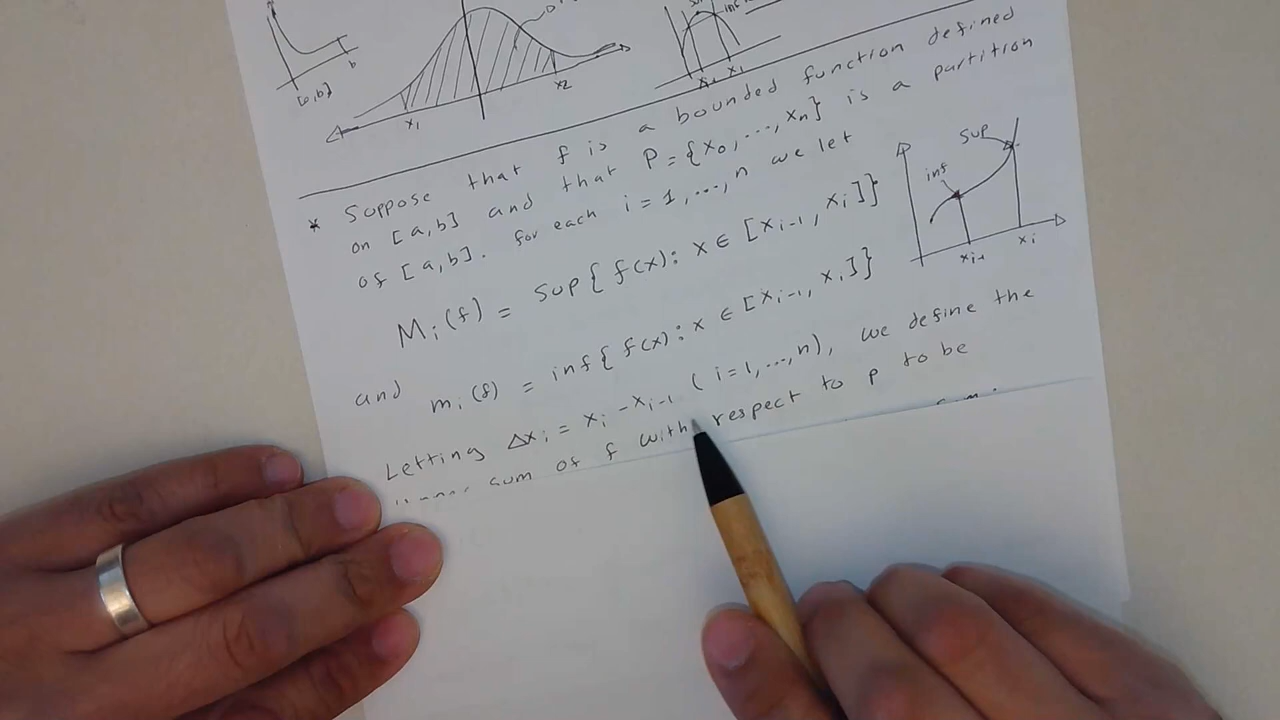 b
[a,b]
x₁
x₂
inf
x₁
* Suppose that f is a bounded function defined
on [a,b] and that P = {x₀, ..., xₙ} is a partition
of [a,b]. for each i = 1, ..., n we let
Mᵢ(f) = sup{ f(x): x ∈ [xᵢ₋₁, xᵢ]}
and mᵢ(f) = inf{ f(x): x ∈ [xᵢ₋₁, xᵢ]}
Letting Δxᵢ = xᵢ - xᵢ₋₁ ( i = 1, ..., n), we define the
sum of f with respect to p to be
sup
inf
xᵢ₋₁
xᵢ